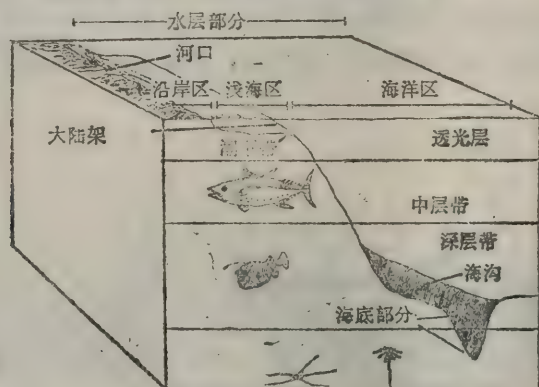 水层部分
河口
沿岸区 浅海区 海洋区
大陆架 透光层
中层带
深层带
海沟
海底部分